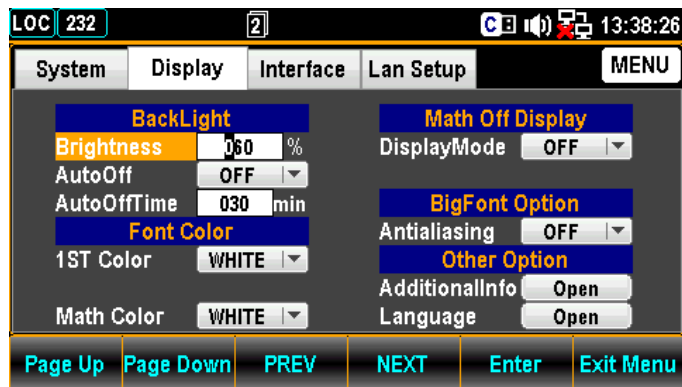 LOC 232 2 C 13:38:26
System Display Interface Lan Setup MENU
BackLight
Brightness 060 %
AutoOff OFF
AutoOffTime 030 min
Font Color
1ST Color WHITE
Math Color WHITE
Math Off Display
DisplayMode OFF
BigFont Option
Antialiasing OFF
Other Option
AdditionalInfo Open
Language Open
Page Up Page Down PREV NEXT Enter Exit Menu